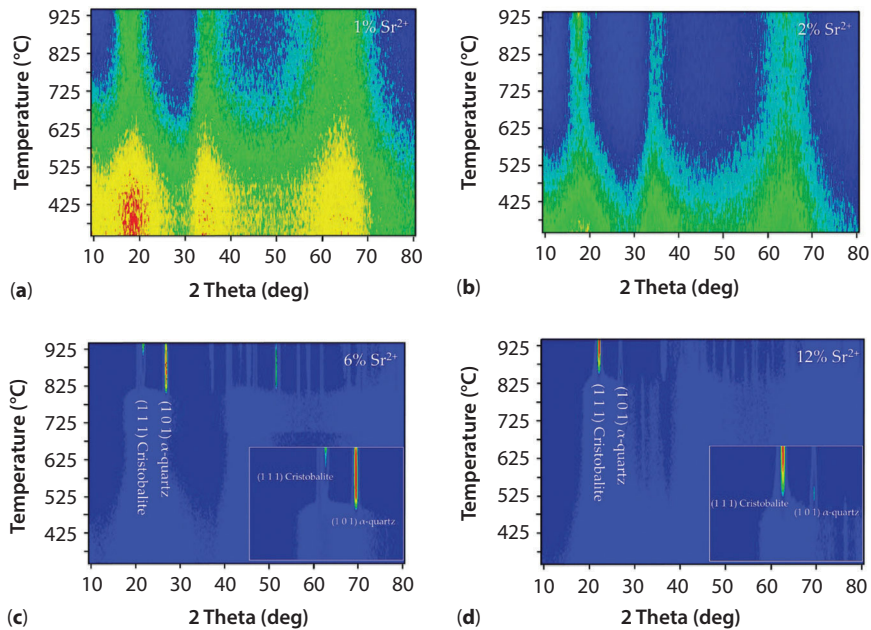 925
825
725
625
525
425
Temperature (°C)
1% Sr²⁺
10 20 30 40 50 60 70 80
2 Theta (deg)
(a)
925
825
725
625
525
425
Temperature (°C)
2% Sr²⁺
10 20 30 40 50 60 70 80
2 Theta (deg)
(b)
925
825
725
625
525
425
Temperature (°C)
6% Sr²⁺
(1 1 1) Cristobalite
(1 0 1) α-quartz
(1 1 1) Cristobalite
(1 0 1) α-quartz
10 20 30 40 50 60 70 80
2 Theta (deg)
(c)
925
825
725
625
525
425
Temperature (°C)
12% Sr²⁺
(1 1 1) Cristobalite
(1 0 1) α-quartz
(1 1 1) Cristobalite
(1 0 1) α-quartz
10 20 30 40 50 60 70 80
2 Theta (deg)
(d)